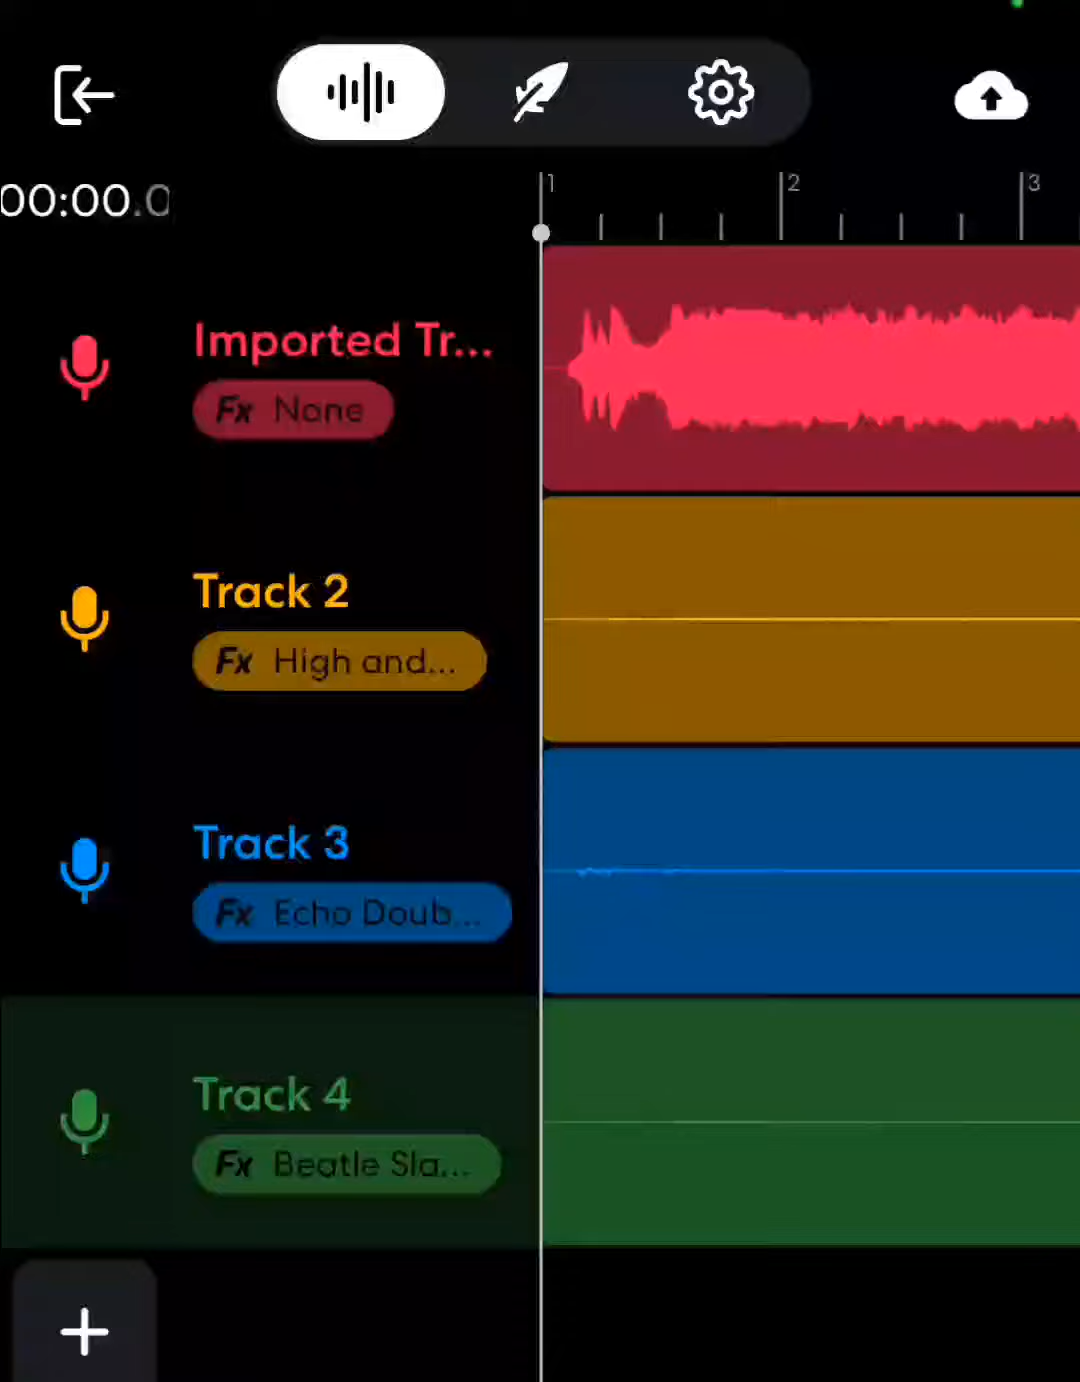 00:00.0
1
2
3
Imported Tr...
Fx None
Track 2
Fx High and...
Track 3
Fx Echo Doub...
Track 4
Fx Beatle Sla...